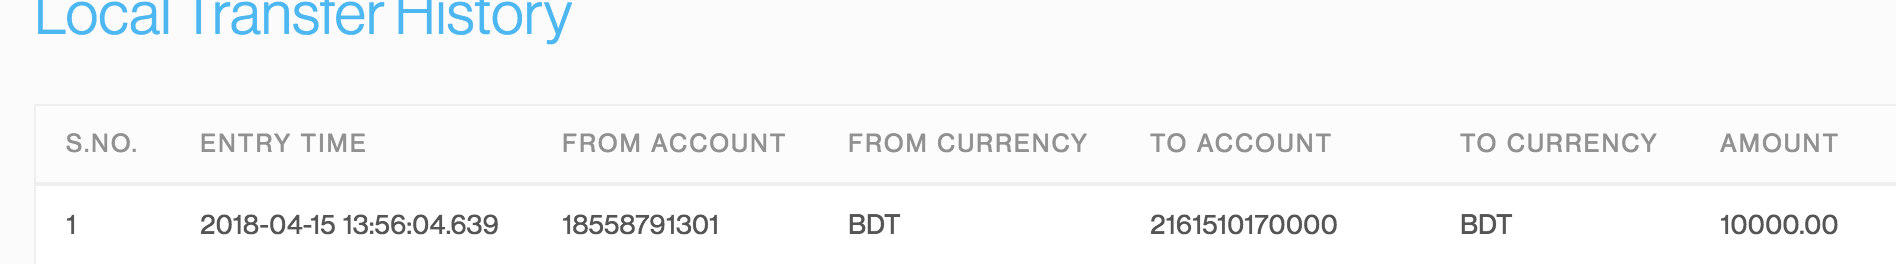 Local Transfer History
S.NO. ENTRY TIME FROM ACCOUNT FROM CURRENCY TO ACCOUNT TO CURRENCY AMOUNT
1 2018-04-15 13:56:04.639 18558791301 BDT 2161510170000 BDT 10000.00